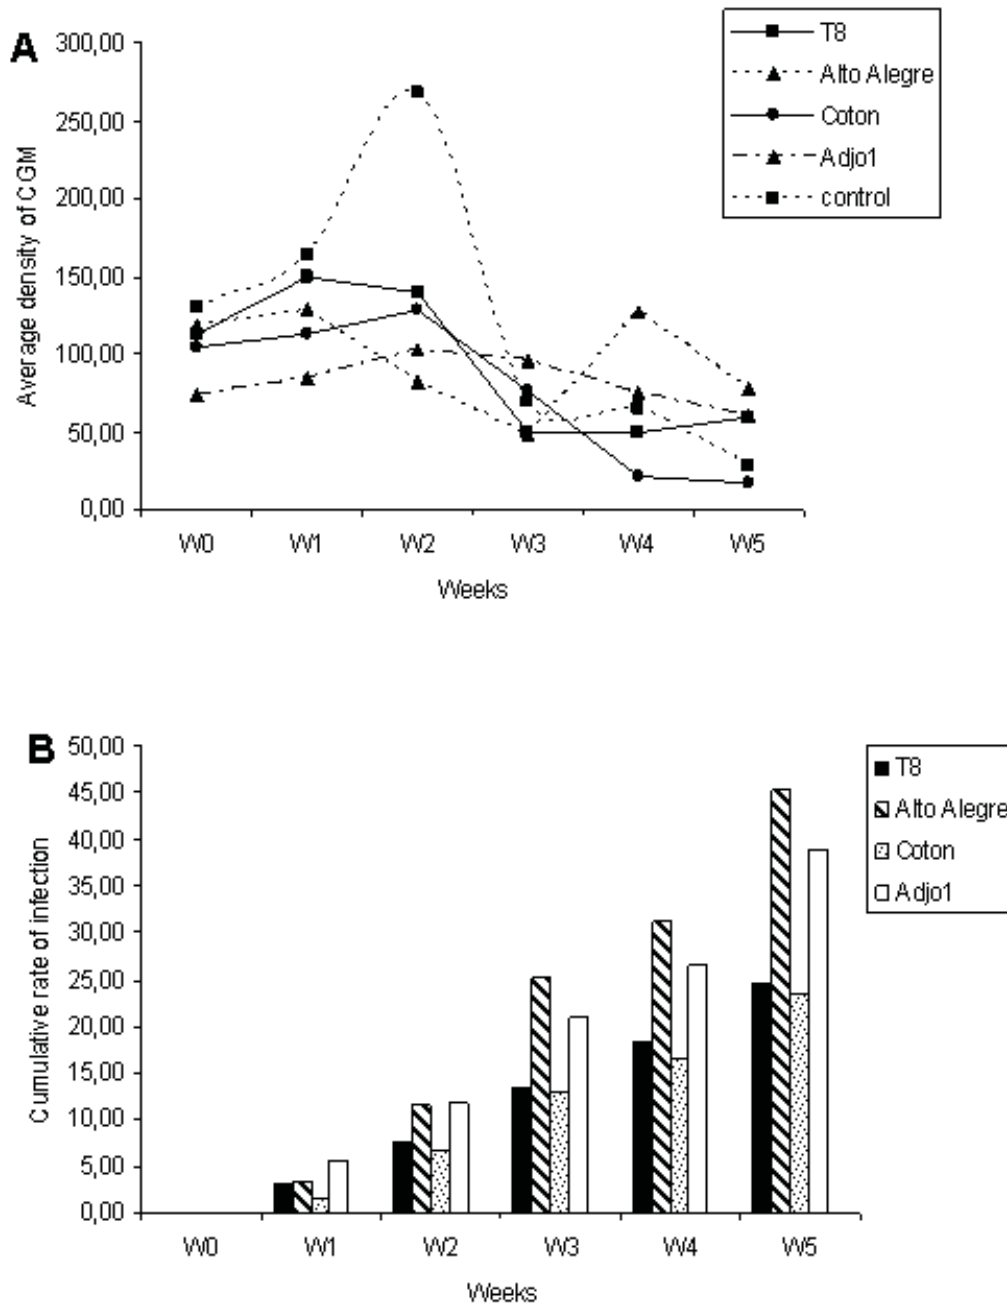 A
T8
Alto Alegre
Coton
Adjo1
control
Average density of CGM
300,00
250,00
200,00
150,00
100,00
50,00
0,00
W0 W1 W2 W3 W4 W5
Weeks
B
T8
Alto Alegre
Coton
Adjo1
Cumulative rate of infection
50,00
45,00
40,00
35,00
30,00
25,00
20,00
15,00
10,00
5,00
0,00
W0 W1 W2 W3 W4 W5
Weeks